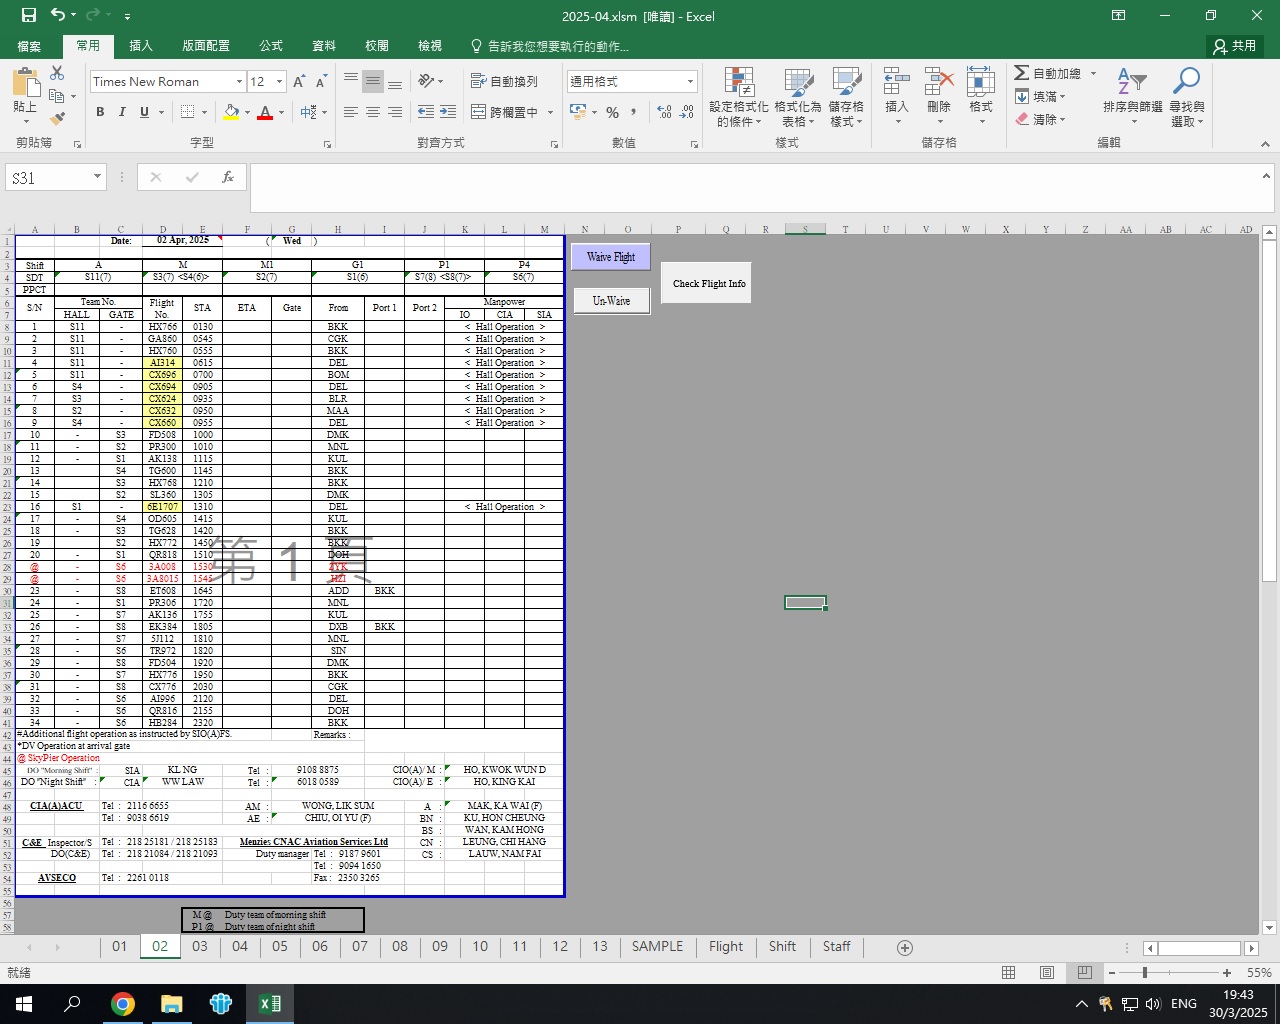 2025-04.xlsm [唯讀] - Excel
檔案 常用 插入 版面配置 公式 資料 校閱 檢視 告訴我您想要執行的動作... 共用
Times New Roman 12 自動換列 通用格式
貼上 跨欄置中 設定格式化的條件 格式化為表格 儲存格樣式 插入 刪除 格式 自動加總 填滿 清除 排序與篩選 尋找與選取
剪貼簿 字型 對齊方式 數值 樣式 儲存格 編輯
S31
A B C D E F G H I J K L M N O P Q R S T U V W X Y Z AA AB AC AD
Date: 02 Apr, 2025 ( Wed )
Waive Flight
Un-Waive
Check Flight Info
Shift A M M1 G1 P1 P4
SDT S11(7) S3(7) <S4(6)> S2(7) S1(6) S7(8) <S8(7)> S6(7)
PPCT
S/N Team No. Flight No. STA ETA Gate From Port 1 Port 2 Manpower
HALL GATE IO CIA SIA
1 S11 - HX766 0130 BKK < Hall Operation >
2 S11 - GA860 0545 CGK < Hall Operation >
3 S11 - HX760 0555 BKK < Hall Operation >
4 S11 - AI314 0615 DEL < Hall Operation >
5 S11 - CX696 0700 BOM < Hall Operation >
6 S4 - CX694 0905 DEL < Hall Operation >
7 S3 - CX624 0935 BLR < Hall Operation >
8 S2 - CX632 0950 MAA < Hall Operation >
9 S4 - CX660 0955 DEL < Hall Operation >
10 - S3 FD508 1000 DMK
11 - S2 PR300 1010 MNL
12 - S1 AK138 1115 KUL
13 S4 TG600 1145 BKK
14 S3 HX768 1210 BKK
15 S2 SL360 1305 DMK
16 S1 - 6E1707 1310 DEL < Hall Operation >
17 - S4 OD605 1415 KUL
18 - S3 TG628 1420 BKK
19 - S2 HX772 1450 BKK
20 - S1 QR818 1510 DOH
第 1 頁
@ - S6 3A008 1530 ZYK
@ - S6 3A8015 1545 HZI
23 - S8 ET608 1645 ADD BKK
24 - S1 PR306 1720 MNL
25 - S7 AK136 1755 KUL
26 - S8 EK384 1805 DXB BKK
27 - S7 5J112 1810 MNL
28 - S6 TR972 1820 SIN
29 - S8 FD504 1920 DMK
30 - S7 HX776 1950 BKK
31 - S8 CX776 2030 CGK
32 - S6 AI996 2120 DEL
33 - S6 QR816 2155 DOH
34 - S6 HB284 2320 BKK
#Additional flight operation as instructed by SIO(A)FS. Remarks :
*DV Operation at arrival gate
@ SkyPier Operation
DO "Morning Shift" : SIA KL NG Tel : 9108 8875 CIO(A)/ M : HO, KWOK WUN D
DO "Night Shift" : CIA WW LAW Tel : 6018 0589 CIO(A)/ E : HO, KING KAI
CIA(A)ACU Tel : 2116 6655 AM : WONG, LIK SUM A : MAK, KA WAI (F)
Tel : 9038 6619 AE : CHIU, OI YU (F) BN : KU, HON CHEUNG
BS : WAN, KAM HONG
C&E Inspector/S Tel : 218 25181 / 218 25183 Menzies CNAC Aviation Services Ltd CN : LEUNG, CHI HANG
DO(C&E) Tel : 218 21084 / 218 21093 Duty manager Tel : 9187 9601 CS : LAUW, NAM FAI
Tel : 9094 1650
AVSECO Tel : 2261 0118 Fax : 2350 3265
M @ Duty team of morning shift
P1 @ Duty team of night shift
01 02 03 04 05 06 07 08 09 10 11 12 13 SAMPLE Flight Shift Staff
就緒 55%
ENG 19:43
30/3/2025